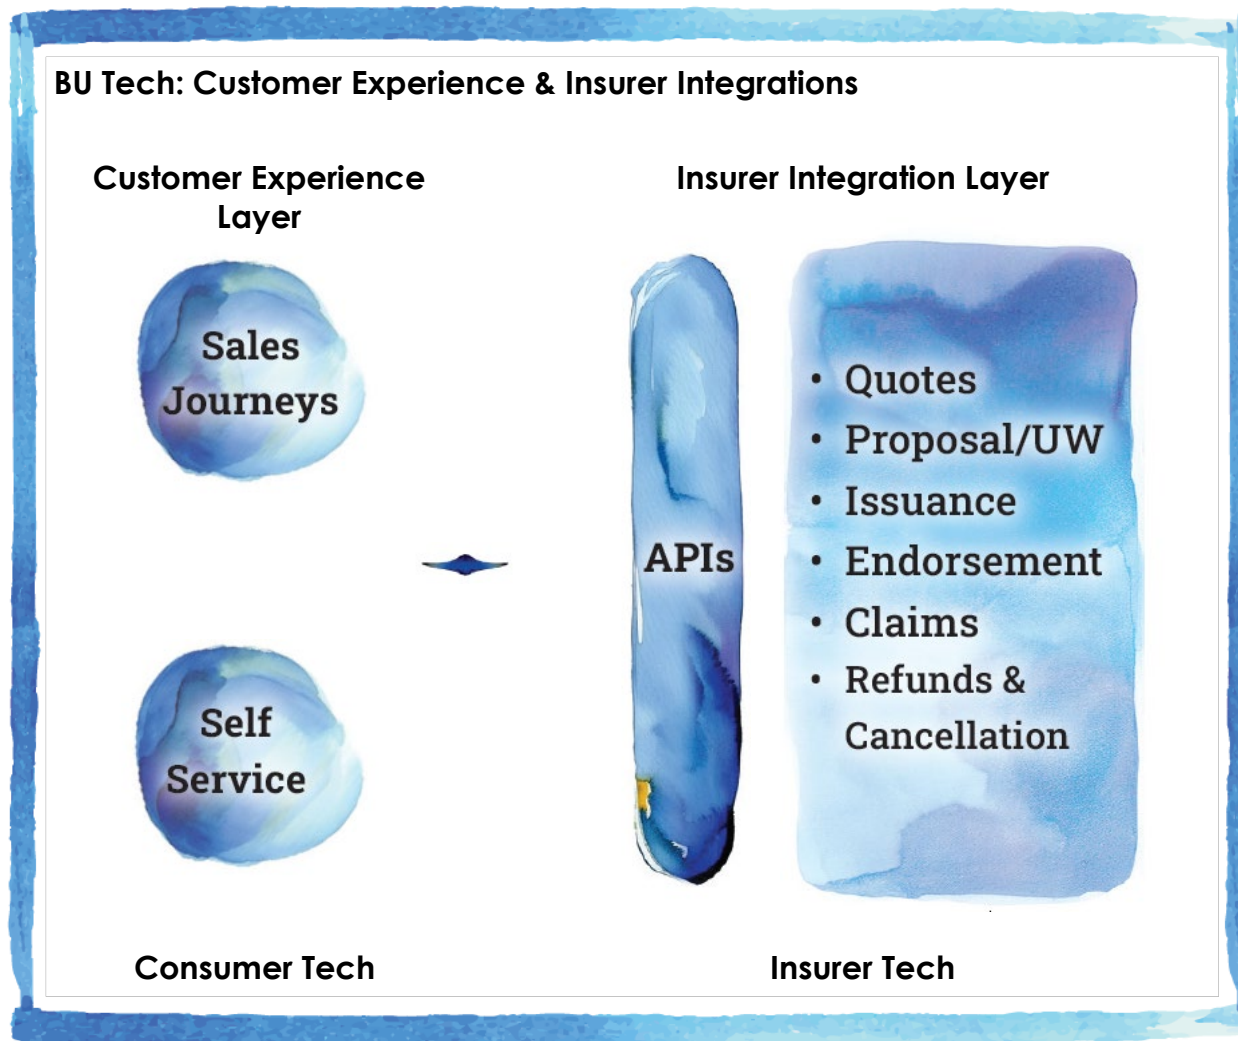 BU Tech: Customer Experience & Insurer Integrations
Customer Experience
Layer
Insurer Integration Layer
Sales
Journeys
Self
Service
APIs
• Quotes
• Proposal/UW
• Issuance
• Endorsement
• Claims
• Refunds &
Cancellation
Consumer Tech
Insurer Tech